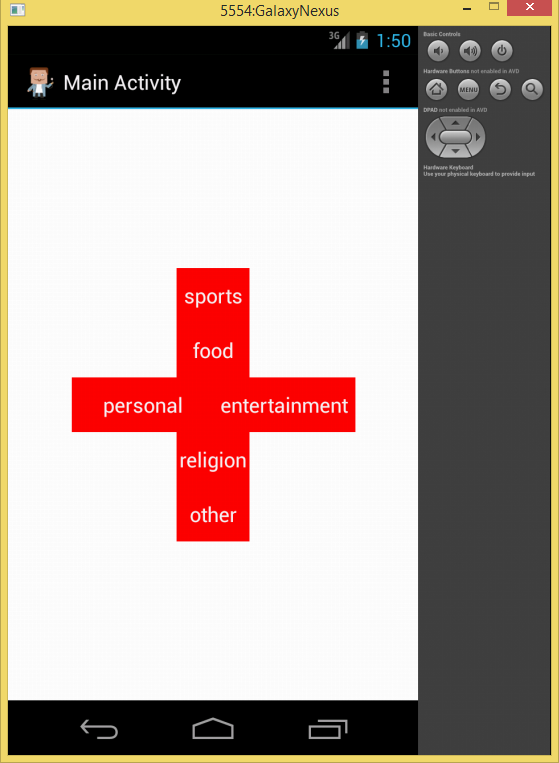 5554:GalaxyNexus
3G 1:50
Main Activity
sports
food
personal entertainment
religion
other
Basic Controls
Hardware Buttons not enabled in AVD
MENU
DPAD not enabled in AVD
Hardware Keyboard
Use your physical keyboard to provide input